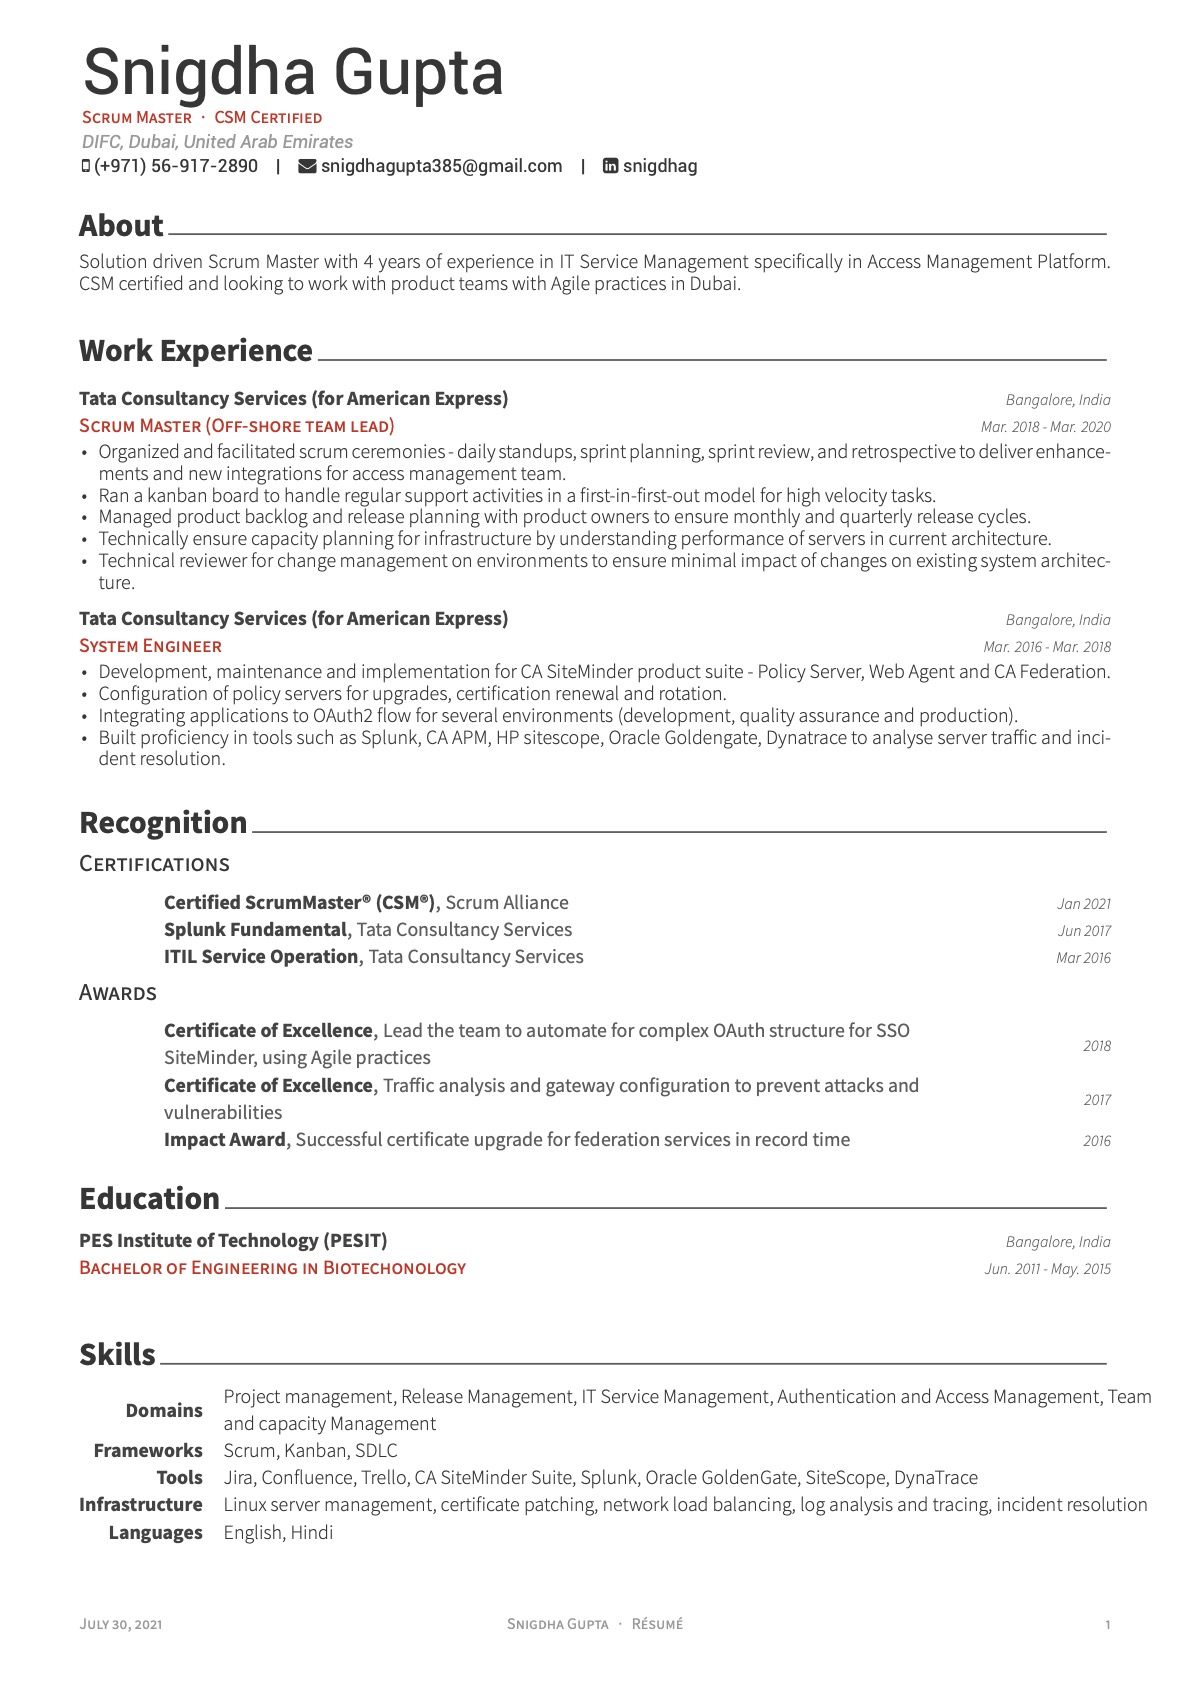 Snigdha Gupta
Scrum Master · CSM Certified
DIFC, Dubai, United Arab Emirates
(+971) 56-917-2890 | snigdhagupta385@gmail.com | snigdhag
About
Solution driven Scrum Master with 4 years of experience in IT Service Management specifically in Access Management Platform.
CSM certified and looking to work with product teams with Agile practices in Dubai.
Work Experience
Tata Consultancy Services (for American Express) Bangalore, India
Scrum Master (Off-shore team lead) Mar. 2018 - Mar. 2020
• Organized and facilitated scrum ceremonies - daily standups, sprint planning, sprint review, and retrospective to deliver enhance-
ments and new integrations for access management team.
• Ran a kanban board to handle regular support activities in a first-in-first-out model for high velocity tasks.
• Managed product backlog and release planning with product owners to ensure monthly and quarterly release cycles.
• Technically ensure capacity planning for infrastructure by understanding performance of servers in current architecture.
• Technical reviewer for change management on environments to ensure minimal impact of changes on existing system architec-
ture.
Tata Consultancy Services (for American Express) Bangalore, India
System Engineer Mar. 2016 - Mar. 2018
• Development, maintenance and implementation for CA SiteMinder product suite - Policy Server, Web Agent and CA Federation.
• Configuration of policy servers for upgrades, certification renewal and rotation.
• Integrating applications to OAuth2 flow for several environments (development, quality assurance and production).
• Built proficiency in tools such as Splunk, CA APM, HP sitescope, Oracle Goldengate, Dynatrace to analyse server traffic and inci-
dent resolution.
Recognition
Certifications
Certified ScrumMaster® (CSM®), Scrum Alliance Jan 2021
Splunk Fundamental, Tata Consultancy Services Jun 2017
ITIL Service Operation, Tata Consultancy Services Mar 2016
Awards
Certificate of Excellence, Lead the team to automate for complex OAuth structure for SSO
SiteMinder, using Agile practices 2018
Certificate of Excellence, Traffic analysis and gateway configuration to prevent attacks and
vulnerabilities 2017
Impact Award, Successful certificate upgrade for federation services in record time 2016
Education
PES Institute of Technology (PESIT) Bangalore, India
Bachelor of Engineering in Biotechonology Jun. 2011 - May. 2015
Skills
Domains Project management, Release Management, IT Service Management, Authentication and Access Management, Team
and capacity Management
Frameworks Scrum, Kanban, SDLC
Tools Jira, Confluence, Trello, CA SiteMinder Suite, Splunk, Oracle GoldenGate, SiteScope, DynaTrace
Infrastructure Linux server management, certificate patching, network load balancing, log analysis and tracing, incident resolution
Languages English, Hindi
July 30, 2021 Snigdha Gupta · Résumé 1